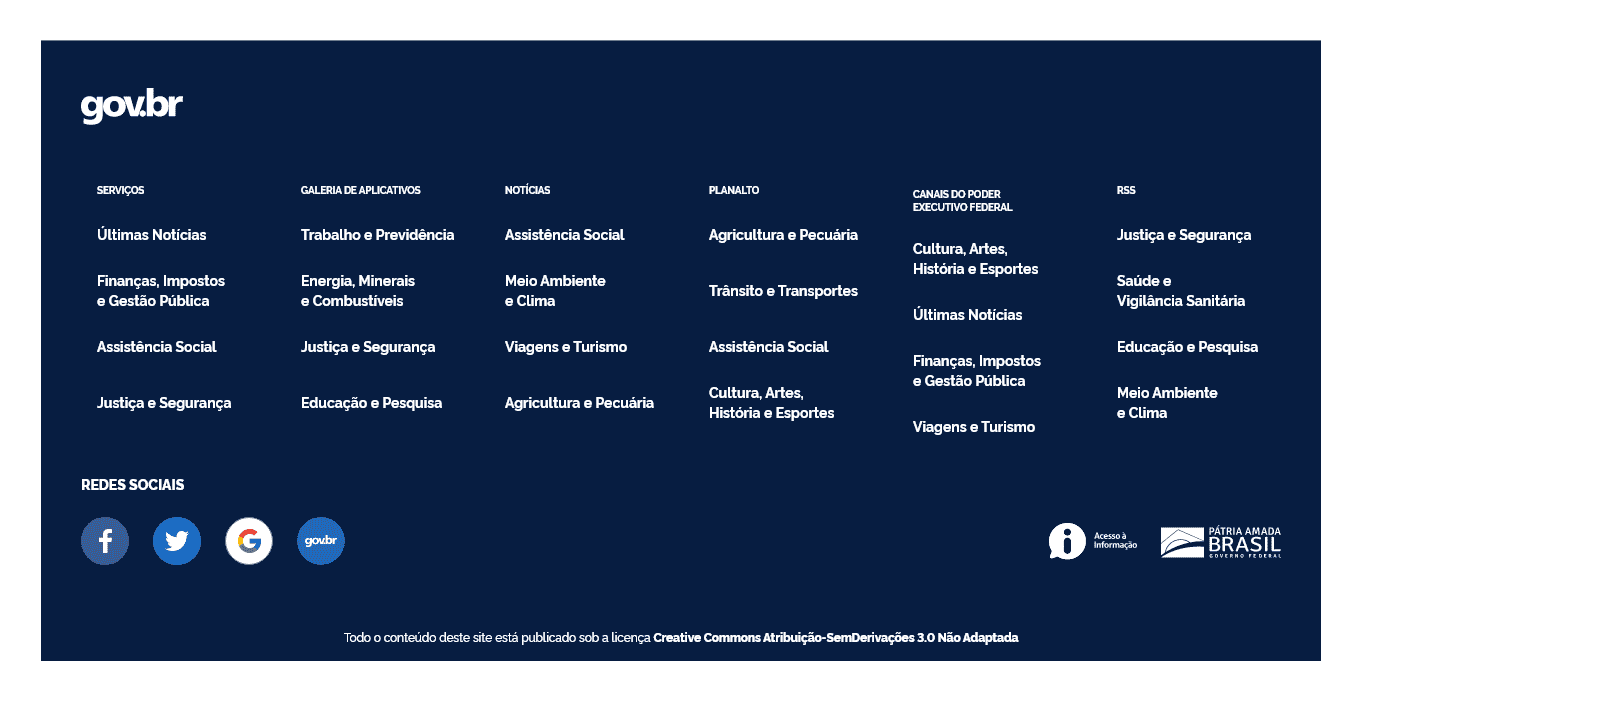 gov.br
SERVIÇOS
Últimas Notícias
Finanças, Impostos
e Gestão Pública
Assistência Social
Justiça e Segurança
GALERIA DE APLICATIVOS
Trabalho e Previdência
Energia, Minerais
e Combustíveis
Justiça e Segurança
Educação e Pesquisa
NOTÍCIAS
Assistência Social
Meio Ambiente
e Clima
Viagens e Turismo
Agricultura e Pecuária
PLANALTO
Agricultura e Pecuária
Trânsito e Transportes
Assistência Social
Cultura, Artes,
História e Esportes
CANAIS DO PODER
EXECUTIVO FEDERAL
Cultura, Artes,
História e Esportes
Últimas Notícias
Finanças, Impostos
e Gestão Pública
Viagens e Turismo
RSS
Justiça e Segurança
Saúde e
Vigilância Sanitária
Educação e Pesquisa
Meio Ambiente
e Clima
REDES SOCIAIS
gov.br
Acesso à
Informação
PÁTRIA AMADA
BRASIL
GOVERNO FEDERAL
Todo o conteúdo deste site está publicado sob a licença Creative Commons Atribuição-SemDerivações 3.0 Não Adaptada